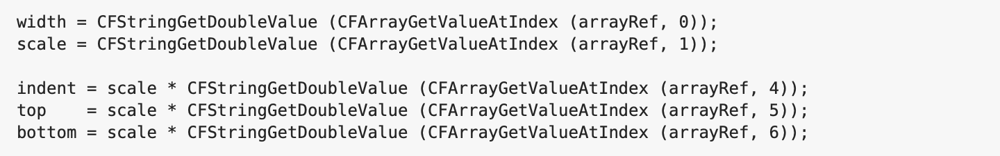 width = CFStringGetDoubleValue (CFArrayGetValueAtIndex (arrayRef, 0));
scale = CFStringGetDoubleValue (CFArrayGetValueAtIndex (arrayRef, 1));

indent = scale * CFStringGetDoubleValue (CFArrayGetValueAtIndex (arrayRef, 4));
top    = scale * CFStringGetDoubleValue (CFArrayGetValueAtIndex (arrayRef, 5));
bottom = scale * CFStringGetDoubleValue (CFArrayGetValueAtIndex (arrayRef, 6));